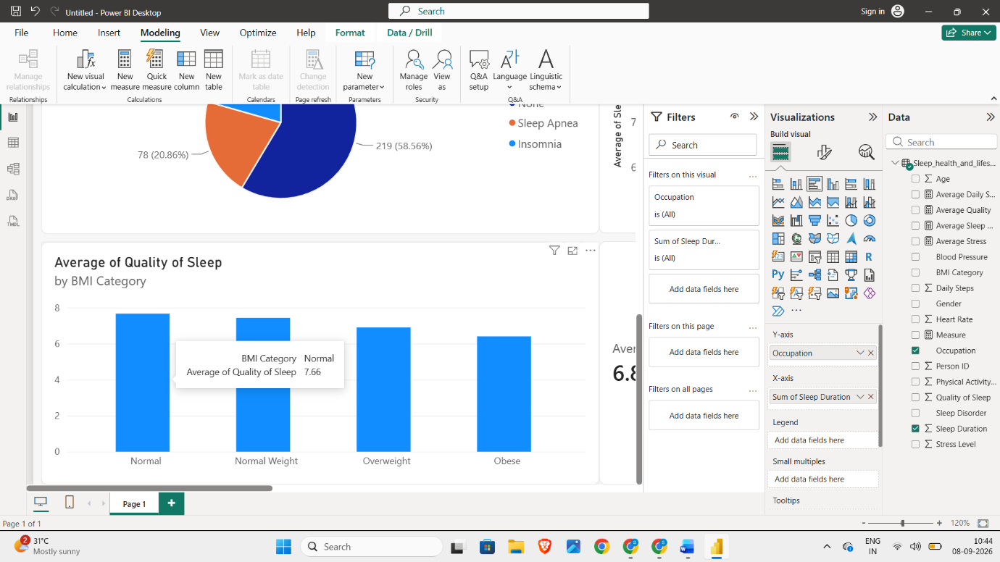 Untitled - Power BI Desktop
Search
Sign in
File Home Insert Modeling View Optimize Help Format Data / Drill
Share
Manage relationships
New visual calculation
New measure
Quick measure
New column
New table
Mark as date table
Change detection
New parameter
Manage roles
View as
Q&A setup
Language
Linguistic schema
Relationships
Calculations
Calendars
Page refresh
Parameters
Security
Q&A
None
Sleep Apnea
Insomnia
78 (20.86%)
219 (58.56%)
Average of Sle
7
6
Average of Quality of Sleep
by BMI Category
8
6
4
2
0
BMI Category Normal
Average of Quality of Sleep 7.66
Normal
Normal Weight
Overweight
Obese
Aver
6.8
DAX
TMDL
Filters
Search
Filters on this visual ...
Occupation
is (All)
Sum of Sleep Dur...
is (All)
Add data fields here
Filters on this page ...
Add data fields here
Filters on all pages ...
Add data fields here
Visualizations
Build visual
123
R
Py
...
Y-axis
Occupation
X-axis
Sum of Sleep Duration
Legend
Add data fields here
Small multiples
Add data fields here
Tooltips
Data
Search
Sleep_health_and_lifes...
Age
Average Daily S...
Average Quality
Average Sleep ...
Average Stress
Blood Pressure
BMI Category
Daily Steps
Gender
Heart Rate
Measure
Occupation
Person ID
Physical Activity...
Quality of Sleep
Sleep Disorder
Sleep Duration
Stress Level
Page 1
Page 1 of 1
- + 120%
2
31°C
Mostly sunny
Search
ENG
IN
10:44
08-09-2026